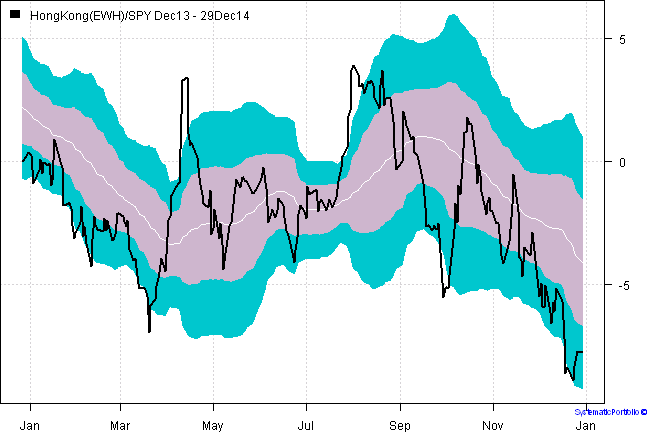 HongKong(EWH)/SPY Dec13 - 29Dec14
5
0
-5
Jan Mar May Jul Sep Nov Jan
SystematicPortfolio ©